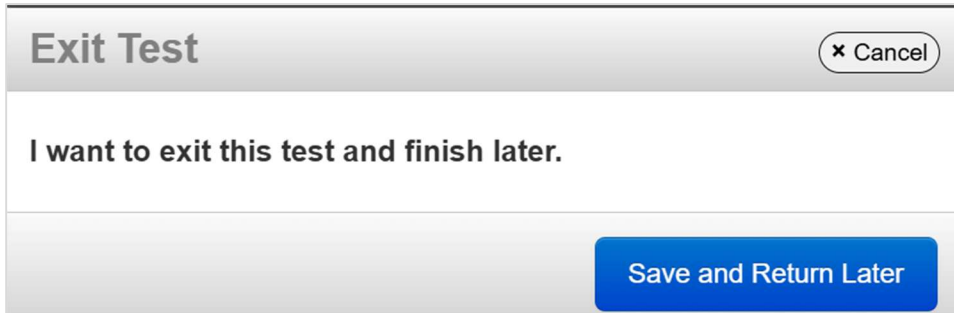 Exit Test
× Cancel
I want to exit this test and finish later.
Save and Return Later